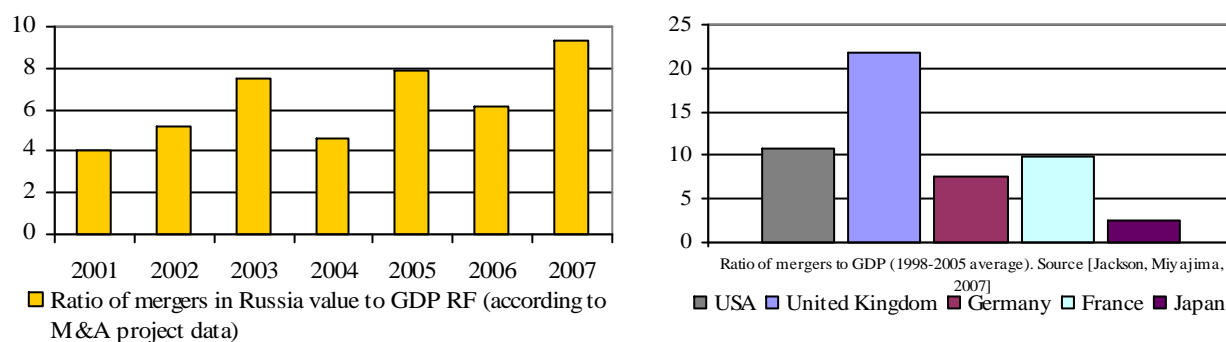 10
8
6
4
2
0
2001 2002 2003 2004 2005 2006 2007
Ratio of mergers in Russia value to GDP RF (according to
M&A project data)
25
20
15
10
5
0
Ratio of mergers to GDP (1998-2005 average). Source [Jackson, Miyajima,
2007]
USA United Kingdom Germany France Japan